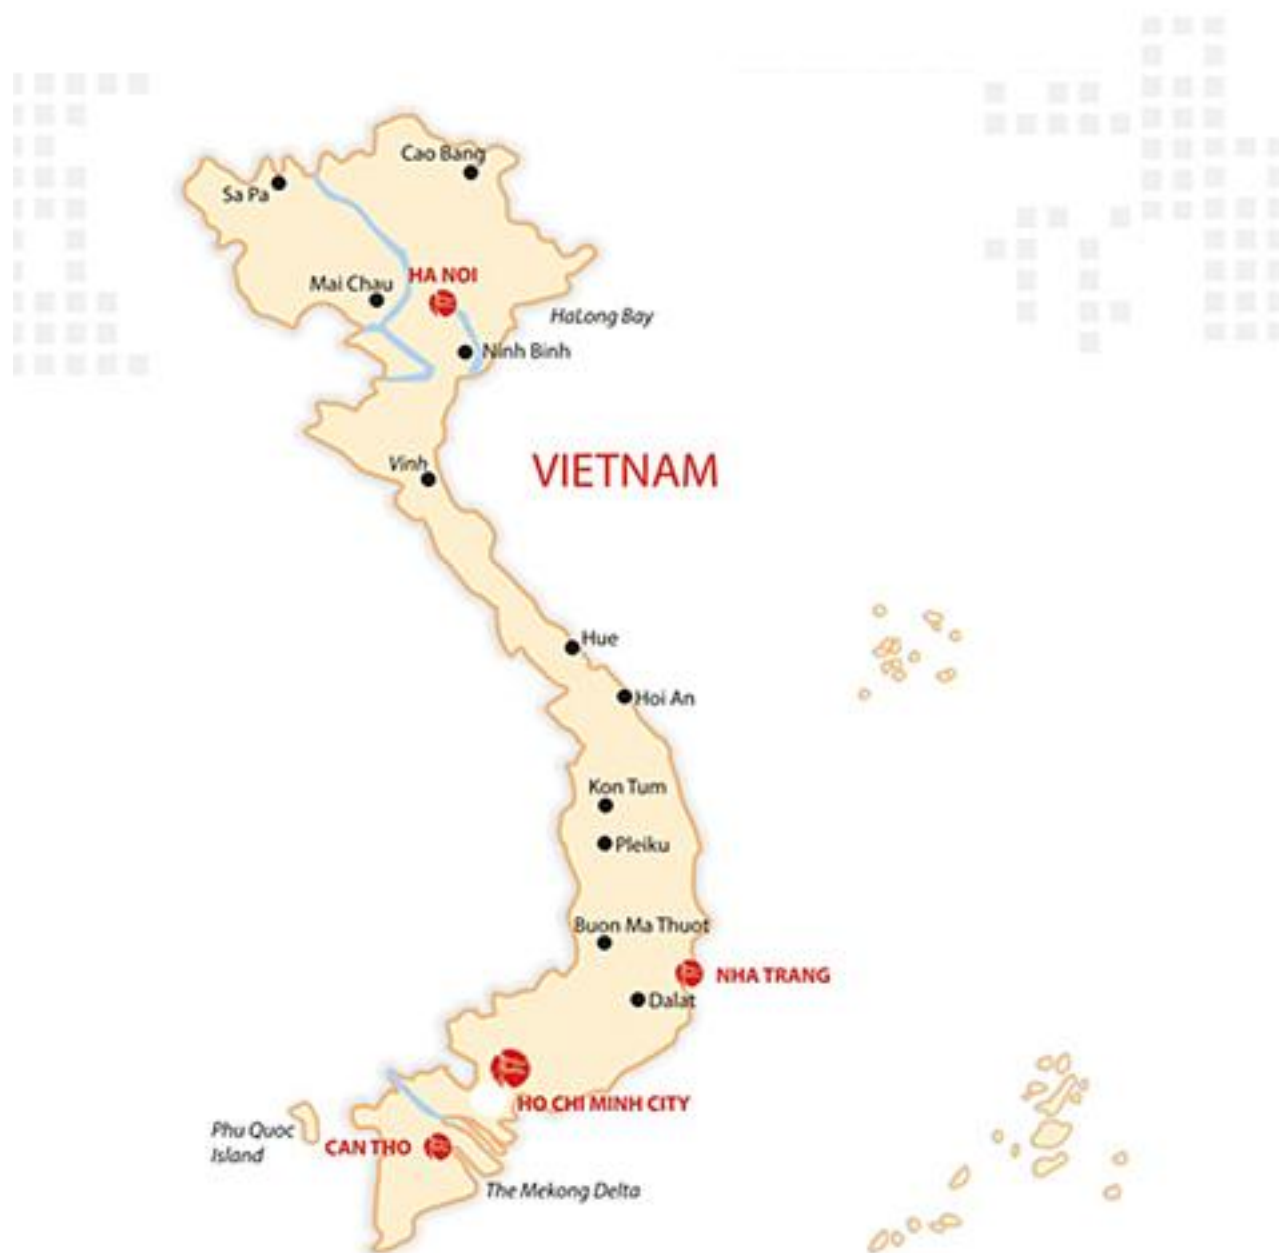 Cao Bang
Sa Pa
HA NOI
Mai Chau
HaLong Bay
Ninh Binh
Vinh
VIETNAM
Hue
Hoi An
Kon Tum
Pleiku
Buon Ma Thuot
NHA TRANG
Dalat
HO CHI MINH CITY
Phu Quoc
Island
CAN THO
The Mekong Delta